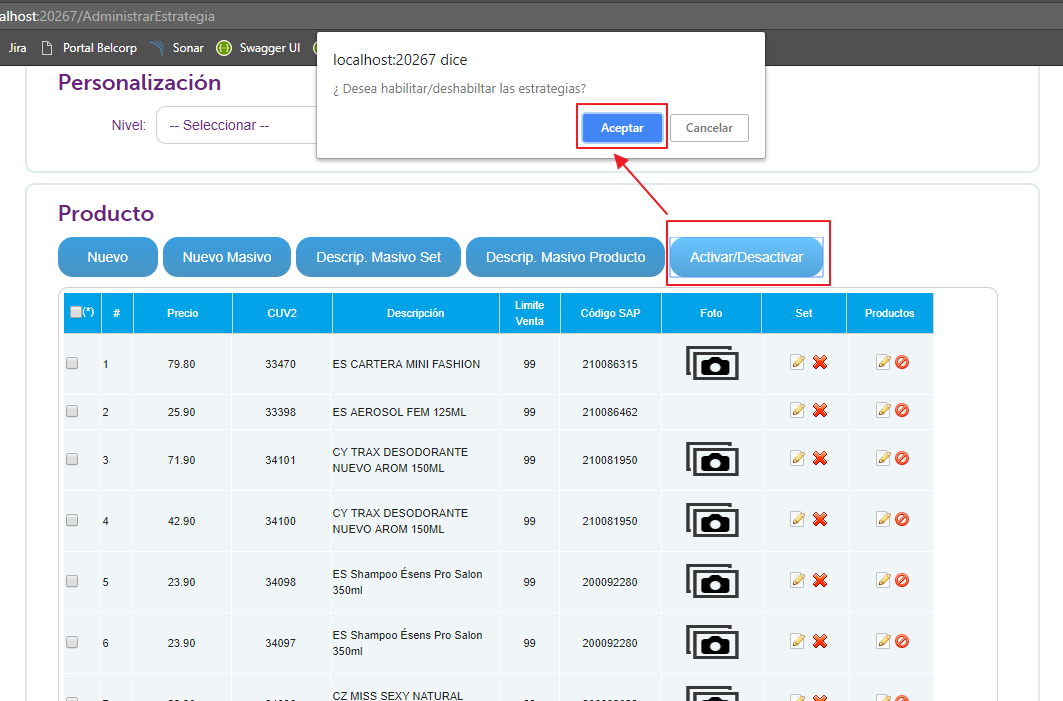 alhost:20267/AdministrarEstrategia
Jira Portal Belcorp Sonar Swagger UI
localhost:20267 dice
¿ Desea habilitar/deshabiltar las estrategias?
Aceptar Cancelar
Personalización
Nivel: -- Seleccionar --
Producto
Nuevo Nuevo Masivo Descrip. Masivo Set Descrip. Masivo Producto Activar/Desactivar
(*) # Precio CUV2 Descripción Limite Venta Código SAP Foto Set Productos
1 79.80 33470 ES CARTERA MINI FASHION 99 210086315
2 25.90 33398 ES AEROSOL FEM 125ML 99 210086462
3 71.90 34101 CY TRAX DESODORANTE NUEVO AROM 150ML 99 210081950
4 42.90 34100 CY TRAX DESODORANTE NUEVO AROM 150ML 99 210081950
5 23.90 34098 ES Shampoo Ésens Pro Salon 350ml 99 200092280
6 23.90 34097 ES Shampoo Ésens Pro Salon 350ml 99 200092280
CZ MISS SEXY NATURAL